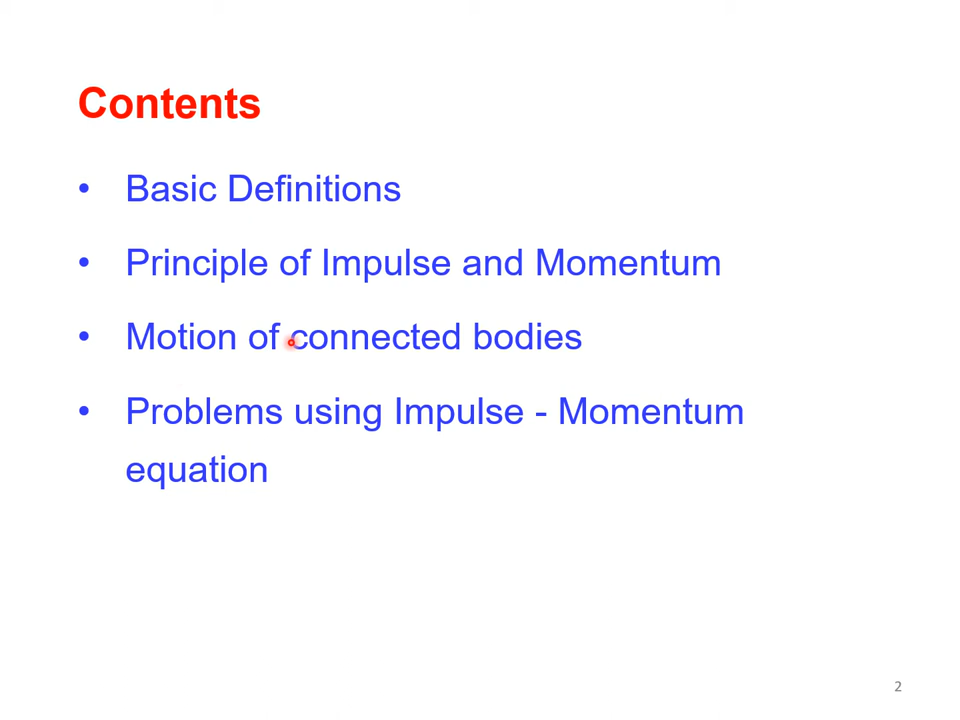 Contents
• Basic Definitions
• Principle of Impulse and Momentum
• Motion of connected bodies
• Problems using Impulse - Momentum
equation
2